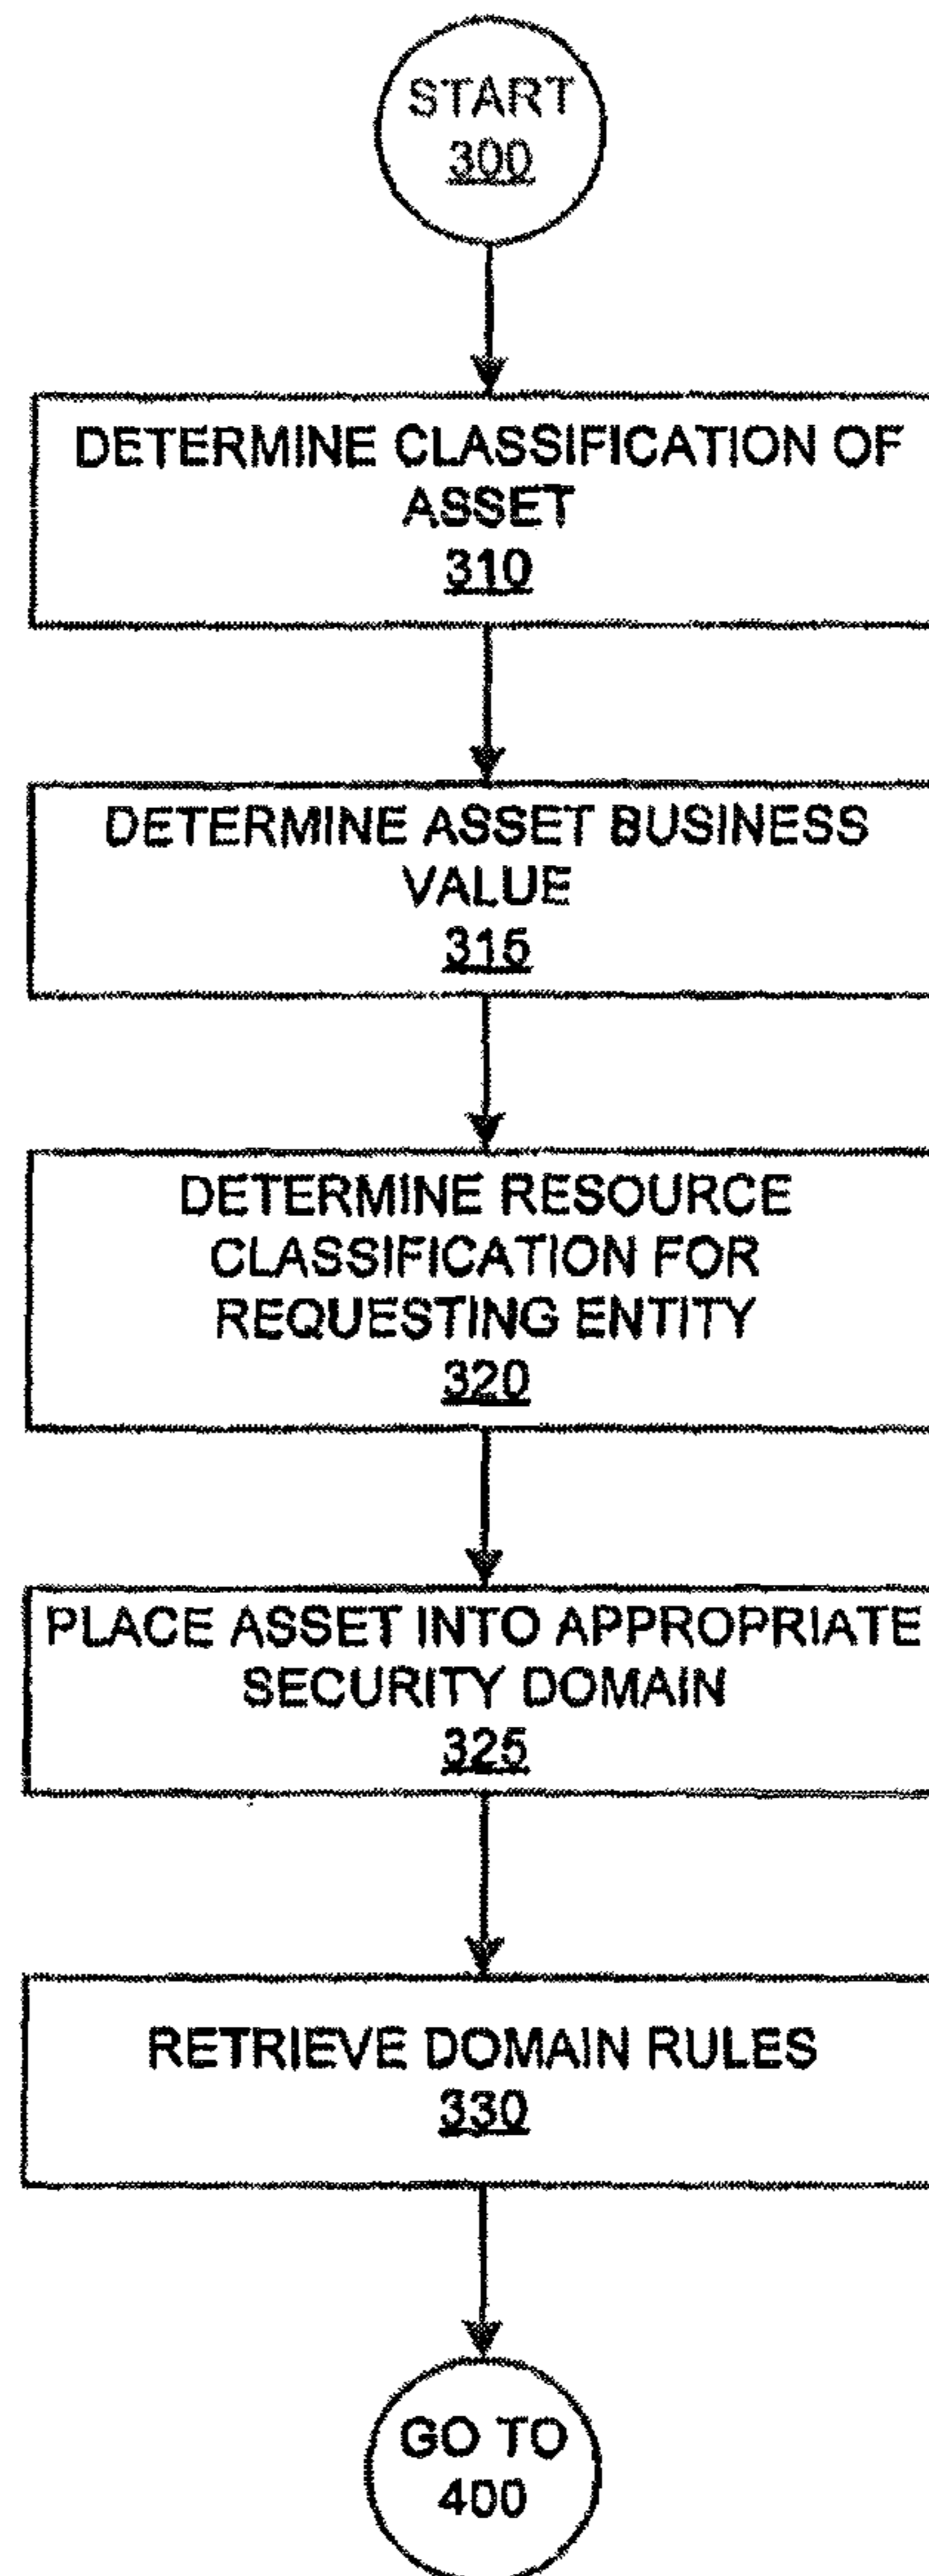 START
300
DETERMINE CLASSIFICATION OF
ASSET
310
DETERMINE ASSET BUSINESS
VALUE
315
DETERMINE RESOURCE
CLASSIFICATION FOR
REQUESTING ENTITY
320
PLACE ASSET INTO APPROPRIATE
SECURITY DOMAIN
325
RETRIEVE DOMAIN RULES
330
GO TO
400